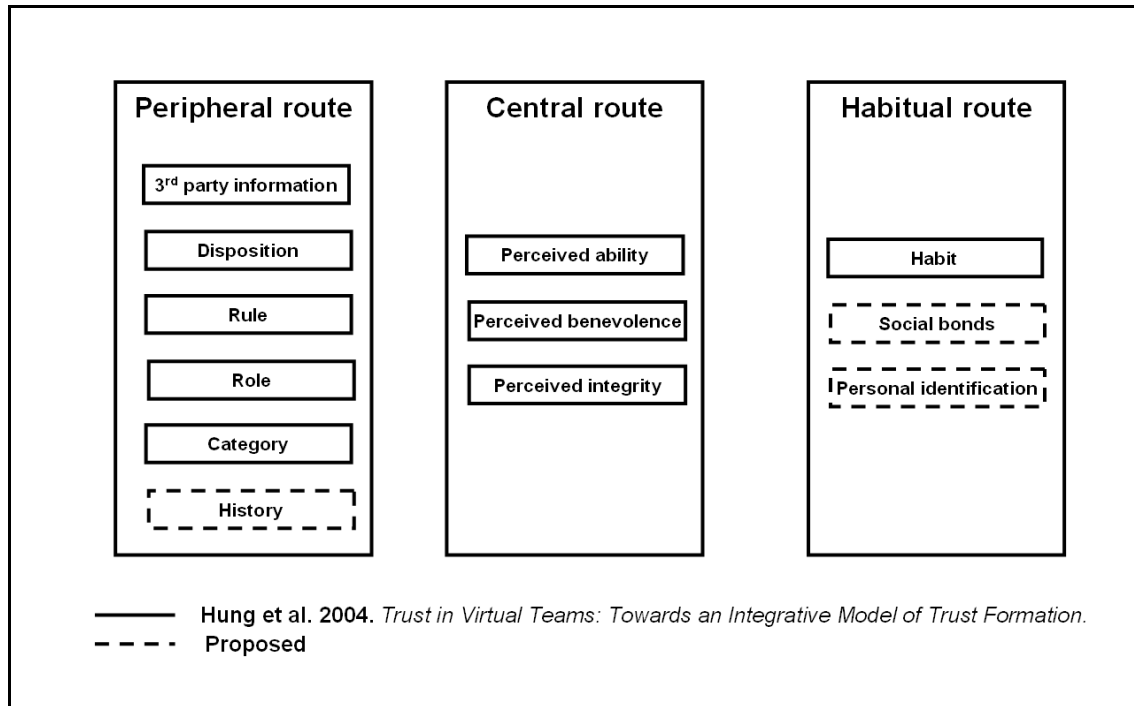 Peripheral route
3rd party information
Disposition
Rule
Role
Category
History
Central route
Perceived ability
Perceived benevolence
Perceived integrity
Habitual route
Habit
Social bonds
Personal identification
Hung et al. 2004. Trust in Virtual Teams: Towards an Integrative Model of Trust Formation.
Proposed